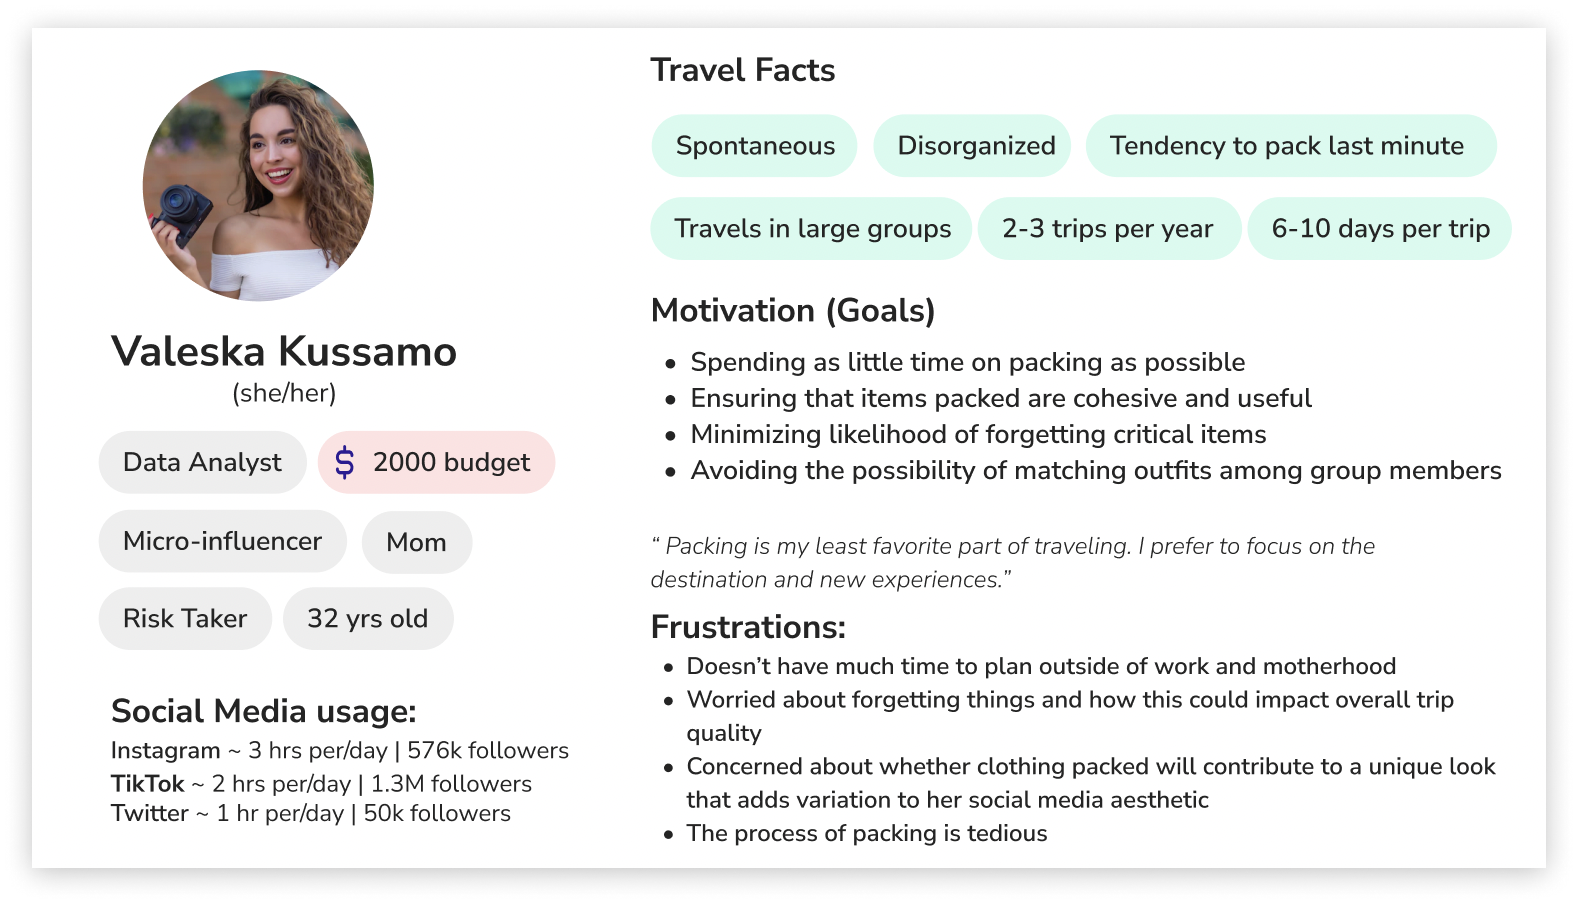 Valeska Kussamo
(she/her)
Data Analyst
$ 2000 budget
Micro-influencer
Mom
Risk Taker
32 yrs old
Social Media usage:
Instagram ~ 3 hrs per/day | 576k followers
TikTok ~ 2 hrs per/day | 1.3M followers
Twitter ~ 1 hr per/day | 50k followers
Travel Facts
Spontaneous
Disorganized
Tendency to pack last minute
Travels in large groups
2-3 trips per year
6-10 days per trip
Motivation (Goals)
• Spending as little time on packing as possible
• Ensuring that items packed are cohesive and useful
• Minimizing likelihood of forgetting critical items
• Avoiding the possibility of matching outfits among group members
“ Packing is my least favorite part of traveling. I prefer to focus on the
destination and new experiences.”
Frustrations:
• Doesn’t have much time to plan outside of work and motherhood
• Worried about forgetting things and how this could impact overall trip
quality
• Concerned about whether clothing packed will contribute to a unique look
that adds variation to her social media aesthetic
• The process of packing is tedious